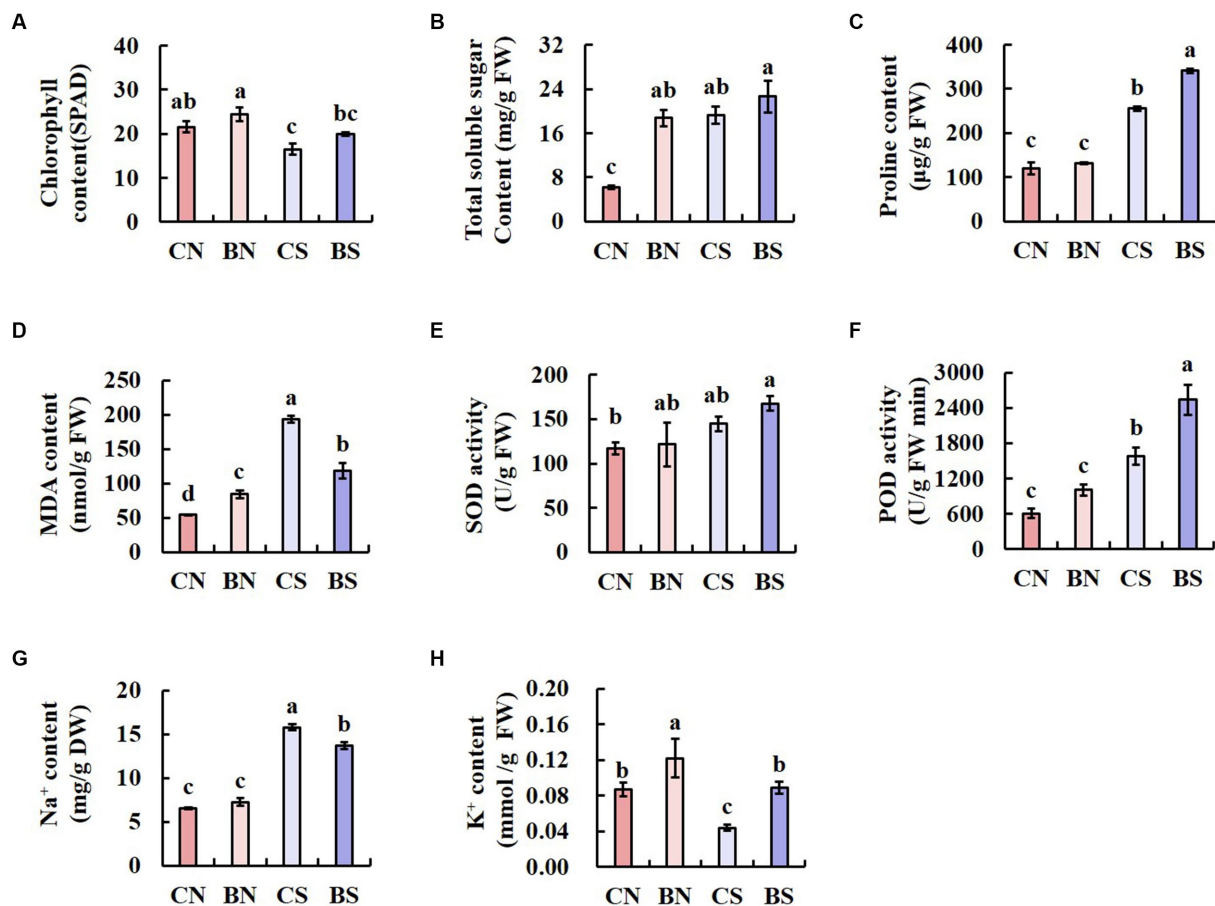 A
Chlorophyll
content(SPAD)
40
30
20
10
0
ab
a
c
bc
CN BN CS BS
B
Total soluble sugar
Content (mg/g FW)
32
24
16
8
0
c
ab
ab
a
CN BN CS BS
C
Proline content
(μg/g FW)
400
300
200
100
0
c
c
b
a
CN BN CS BS
D
MDA content
(nmol/g FW)
250
200
150
100
50
0
d
c
a
b
CN BN CS BS
E
SOD activity
(U/g FW)
200
150
100
50
0
b
ab
ab
a
CN BN CS BS
F
POD activity
(U/g FW min)
3000
2400
1800
1200
600
0
c
c
b
a
CN BN CS BS
G
Na+ content
(mg/g DW)
20
15
10
5
0
c
c
a
b
CN BN CS BS
H
K+ content
(mmol /g FW)
0.20
0.16
0.12
0.08
0.04
0.00
b
a
c
b
CN BN CS BS